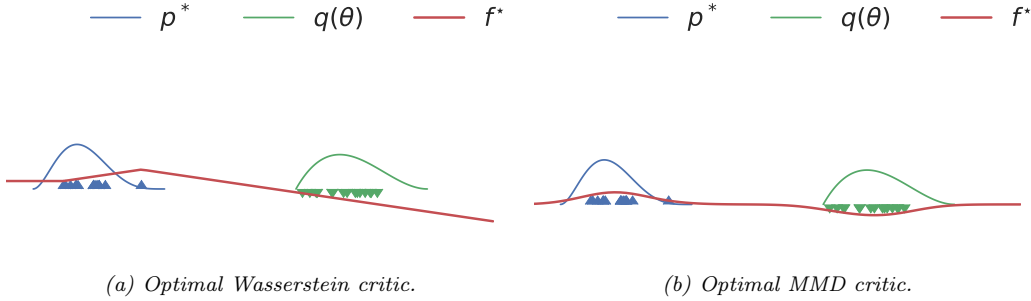 p* q(θ) f⋆ p* q(θ) f⋆
(a) Optimal Wasserstein critic. (b) Optimal MMD critic.